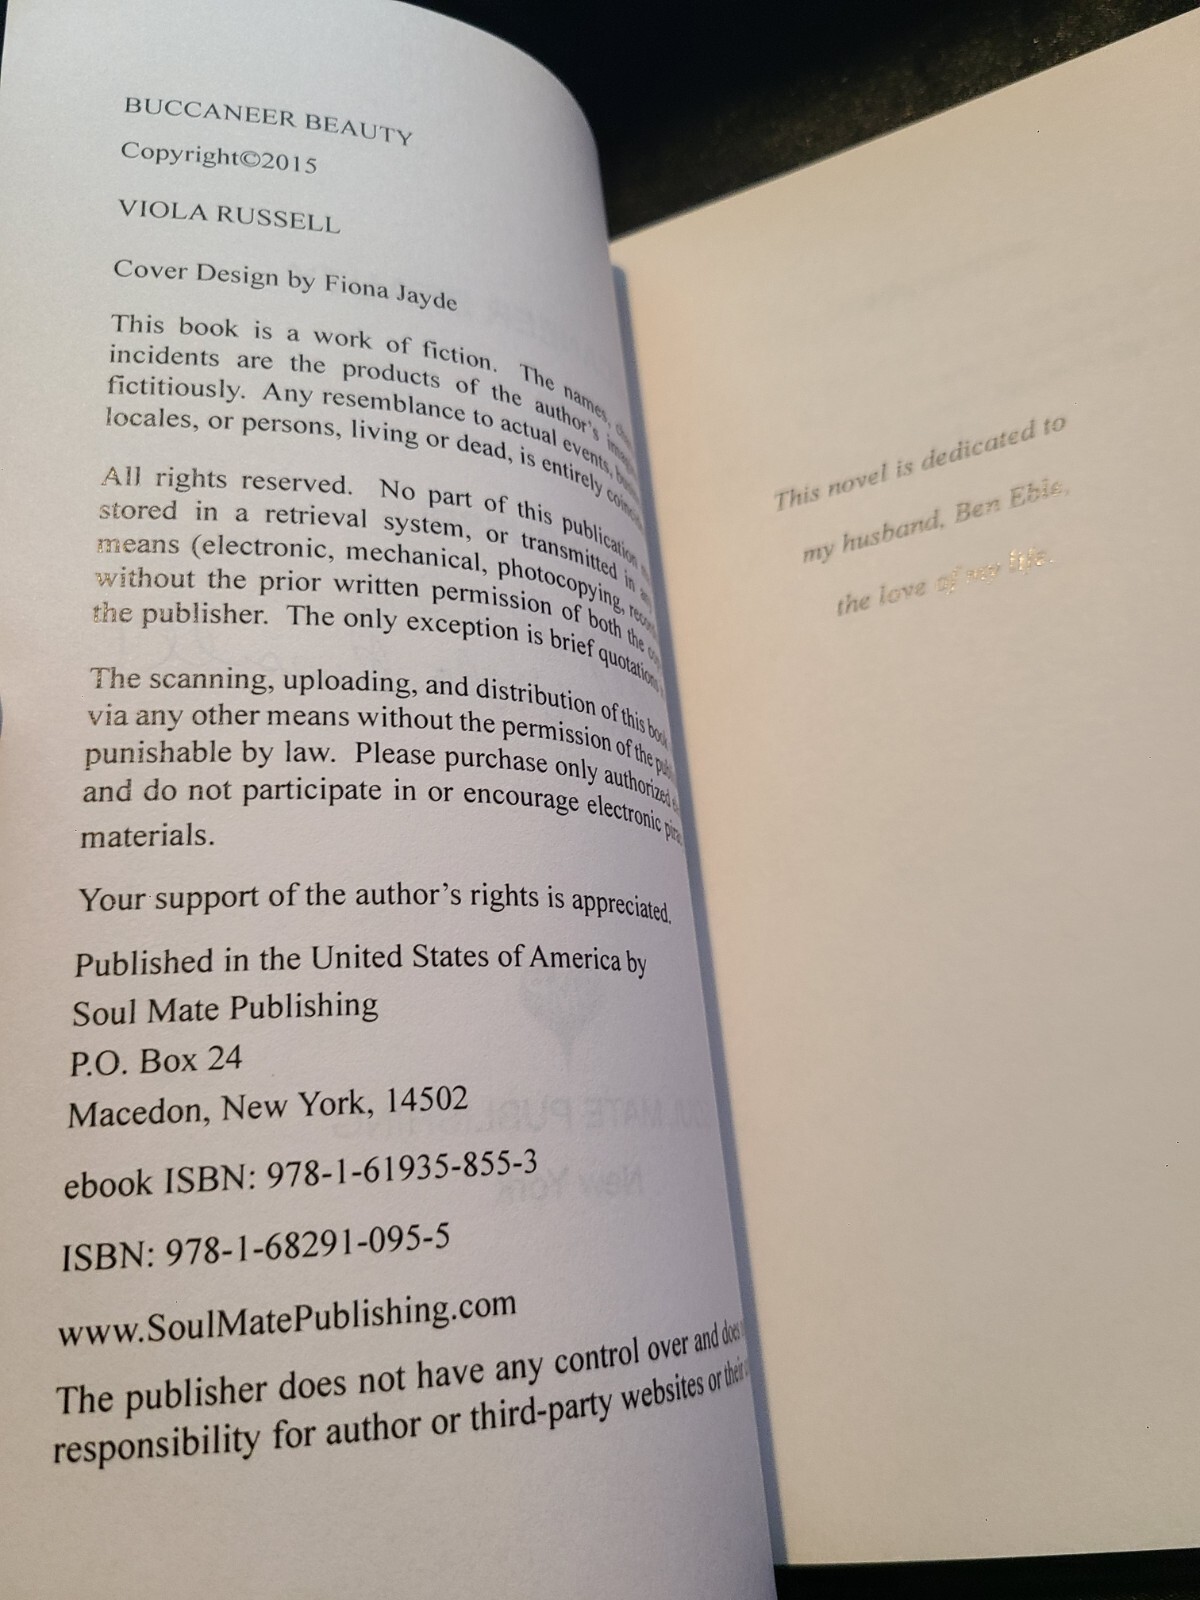 BUCCANEER BEAUTY
Copyright©2015
VIOLA RUSSELL
Cover Design by Fiona Jayde
This book is a work of fiction. The names,
incidents are the products of the author's
fictitiously. Any resemblance to actual events,
locales, or persons, living or dead, is entirely
All rights reserved. No part of this publication
stored in a retrieval system, or transmitted in
means (electronic, mechanical, photocopying,
without the prior written permission of both the
the publisher. The only exception is brief quotations
The scanning, uploading, and distribution of this book
via any other means without the permission of the
punishable by law. Please purchase only authorized
and do not participate in or encourage electronic
materials.
Your support of the author's rights is appreciated.
Published in the United States of America by
Soul Mate Publishing
P.O. Box 24
Macedon, New York, 14502
ebook ISBN: 978-1-61935-855-3
ISBN: 978-1-68291-095-5
www.SoulMatePublishing.com
The publisher does not have any control over and does
responsibility for author or third-party websites or their
This novel is dedicated to
my husband, Ben Ebie,
the love of my life.